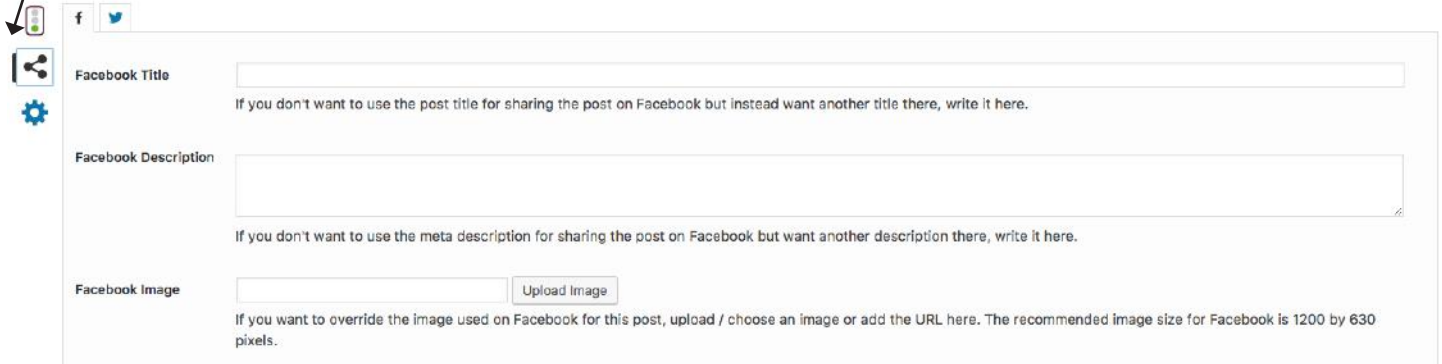 Facebook Title
If you don't want to use the post title for sharing the post on Facebook but instead want another title there, write it here.
Facebook Description
If you don't want to use the meta description for sharing the post on Facebook but want another description there, write it here.
Facebook Image
Upload Image
If you want to override the image used on Facebook for this post, upload / choose an image or add the URL here. The recommended image size for Facebook is 1200 by 630
pixels.